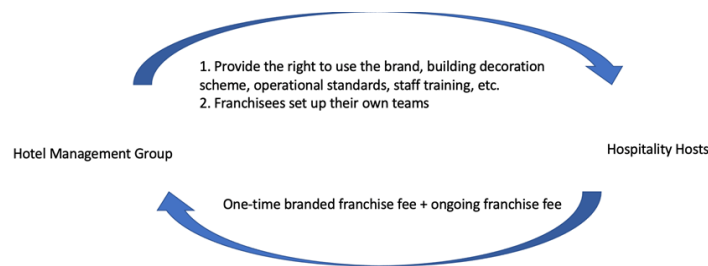 1. Provide the right to use the brand, building decoration
scheme, operational standards, staff training, etc.
2. Franchisees set up their own teams
Hotel Management Group
Hospitality Hosts
One-time branded franchise fee + ongoing franchise fee